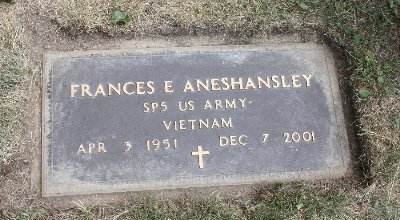 FRANCES E ANESHANSLEY
SP5 US ARMY
VIETNAM
APR 3 1951 DEC 7 2001